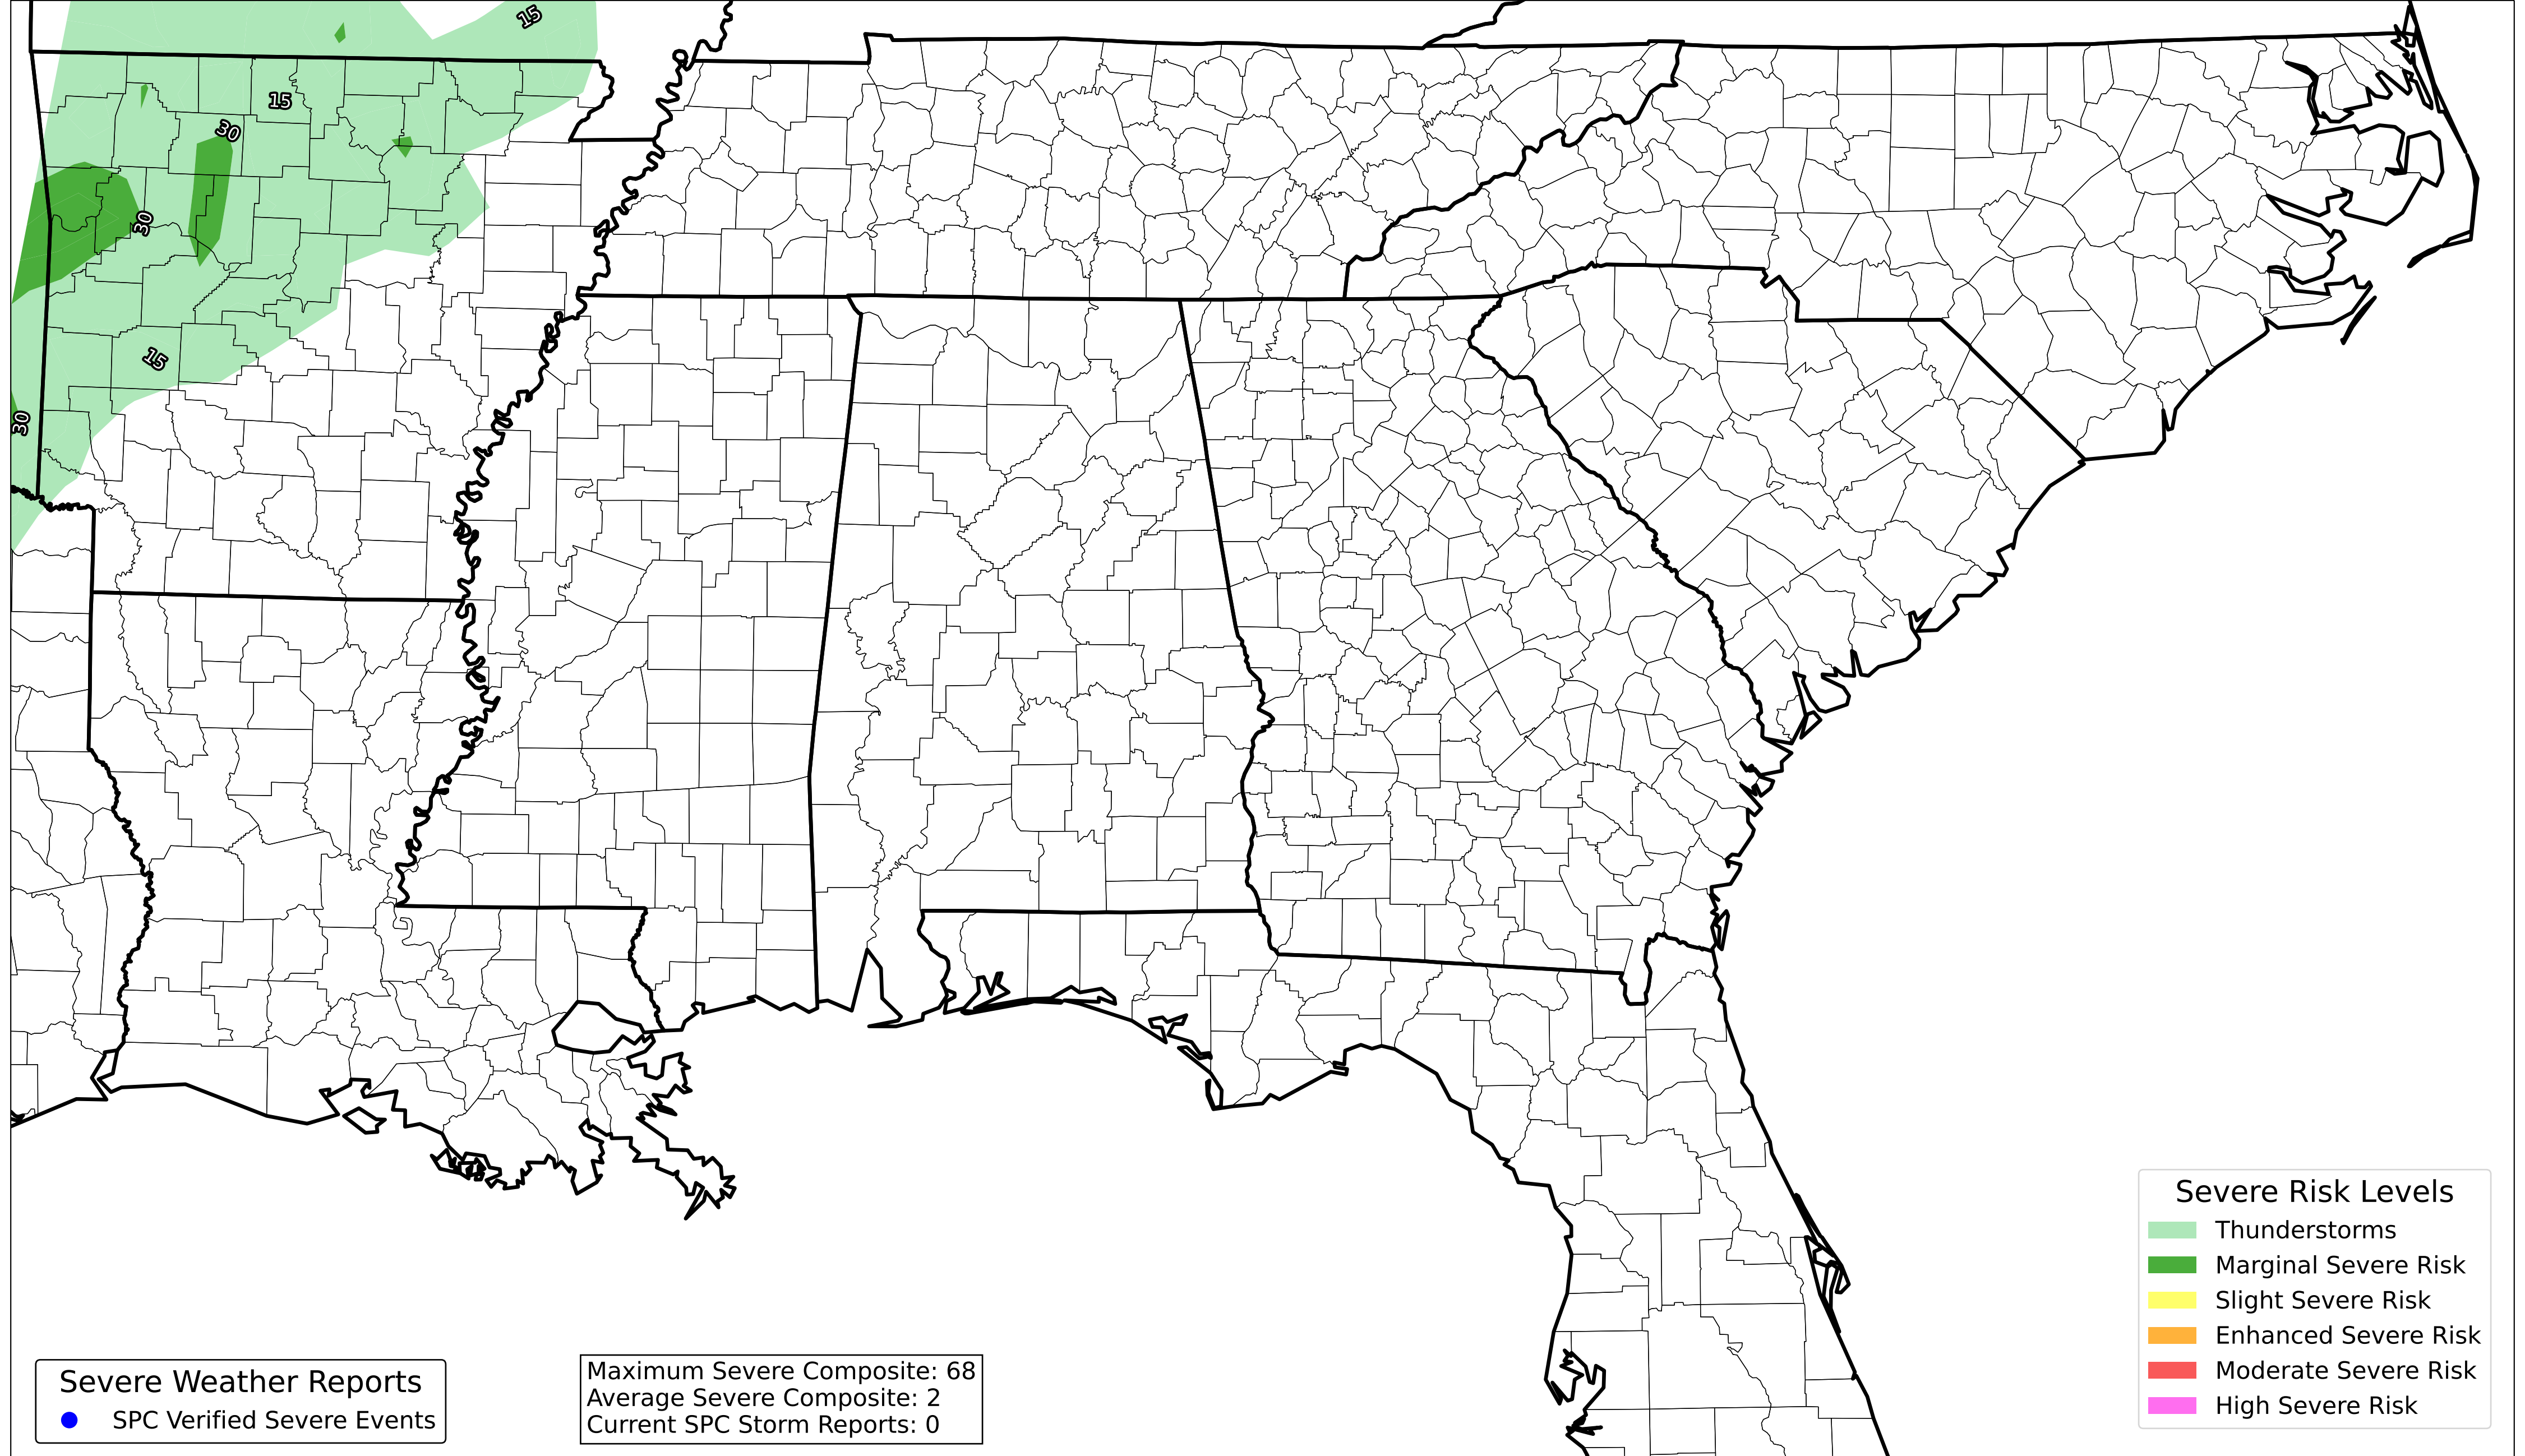 15
15
30
30
15
30
Severe Risk Levels
Thunderstorms
Marginal Severe Risk
Slight Severe Risk
Enhanced Severe Risk
Moderate Severe Risk
High Severe Risk
Severe Weather Reports
SPC Verified Severe Events
Maximum Severe Composite: 68
Average Severe Composite: 2
Current SPC Storm Reports: 0